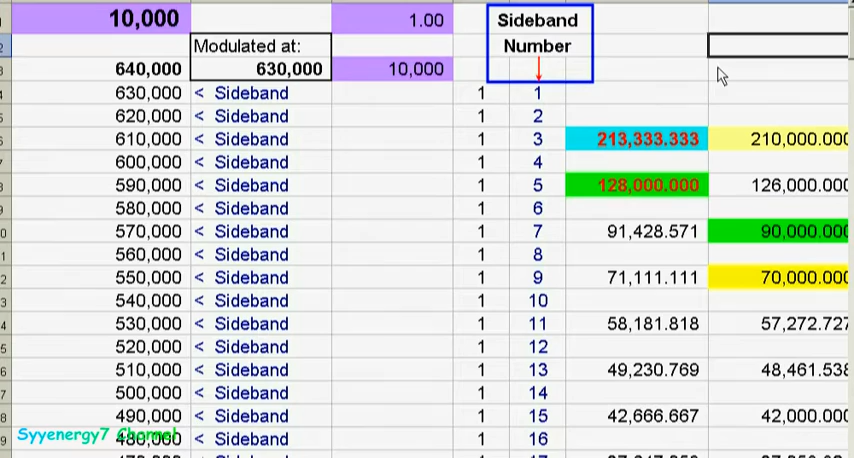 10,000 1.00 Sideband
Modulated at: Number
640,000 630,000 10,000
630,000 < Sideband 1 1
620,000 < Sideband 1 2
610,000 < Sideband 1 3 213,333.333 210,000.000
600,000 < Sideband 1 4
590,000 < Sideband 1 5 128,000.000 126,000.000
580,000 < Sideband 1 6
570,000 < Sideband 1 7 91,428.571 90,000.000
560,000 < Sideband 1 8
550,000 < Sideband 1 9 71,111.111 70,000.000
540,000 < Sideband 1 10
530,000 < Sideband 1 11 58,181.818 57,272.727
520,000 < Sideband 1 12
510,000 < Sideband 1 13 49,230.769 48,461.538
500,000 < Sideband 1 14
490,000 < Sideband 1 15 42,666.667 42,000.000
480,000 < Sideband 1 16
Syyenergy7 Channel